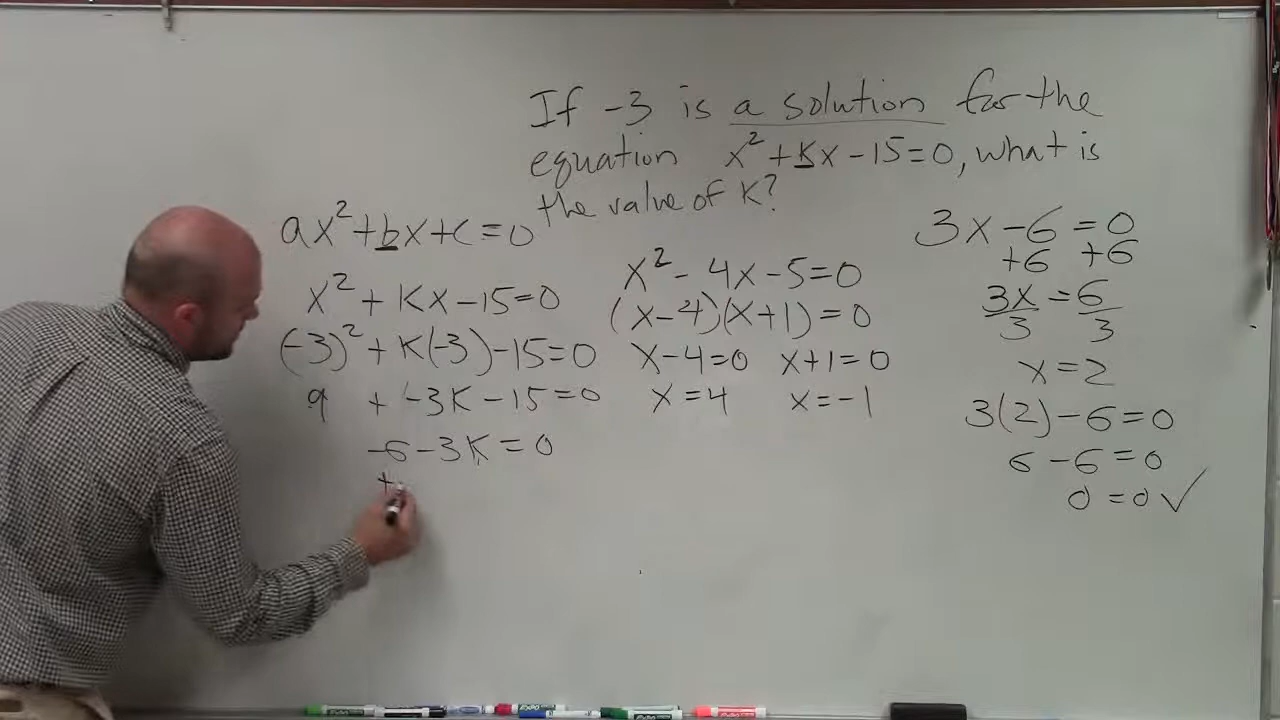 If -3 is a solution for the
equation x² + Kx - 15 = 0, what is
the value of K?
ax² + bx + c = 0
x² + Kx - 15 = 0
(-3)² + K(-3) - 15 = 0
9 + -3K - 15 = 0
-6 - 3K = 0
+
x² - 4x - 5 = 0
(x - 4)(x + 1) = 0
x - 4 = 0 x + 1 = 0
x = 4 x = -1
3x - 6 = 0
+6 +6
3x = 6
3 3
x = 2
3(2) - 6 = 0
6 - 6 = 0
0 = 0 ✓